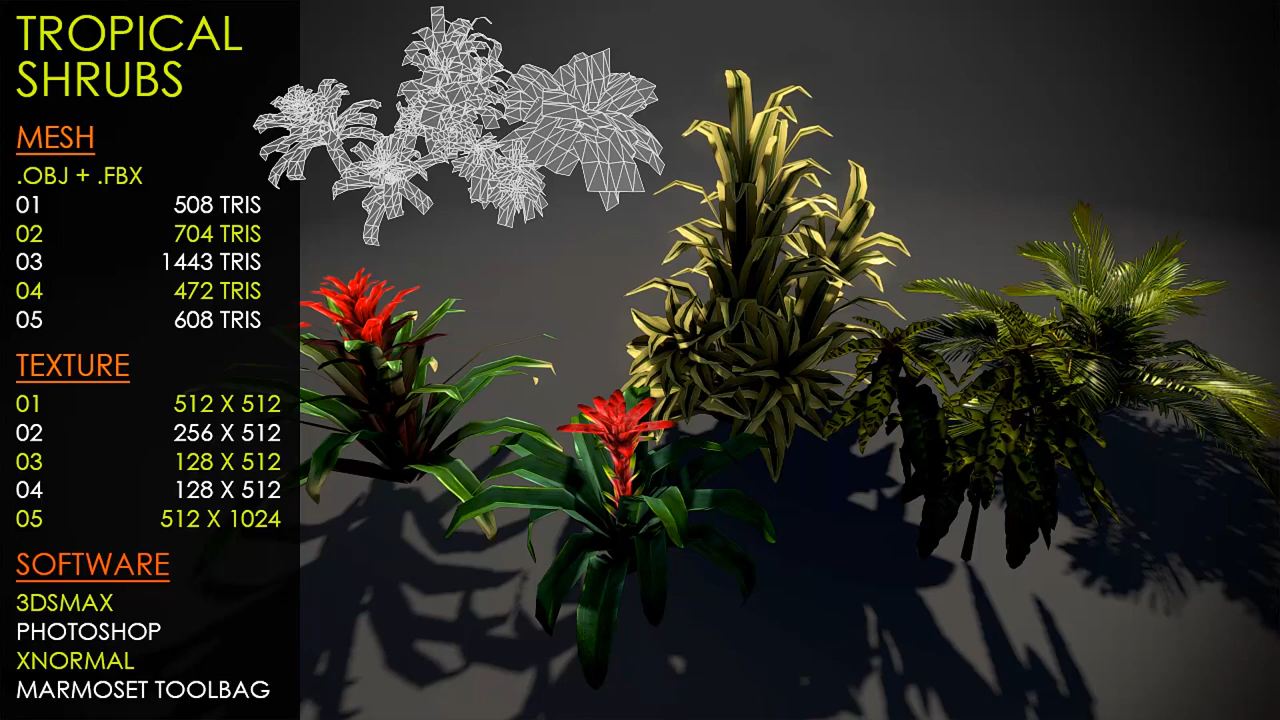 TROPICAL
SHRUBS
MESH
.OBJ + .FBX
01 508 TRIS
02 704 TRIS
03 1443 TRIS
04 472 TRIS
05 608 TRIS
TEXTURE
01 512 X 512
02 256 X 512
03 128 X 512
04 128 X 512
05 512 X 1024
SOFTWARE
3DSMAX
PHOTOSHOP
XNORMAL
MARMOSET TOOLBAG